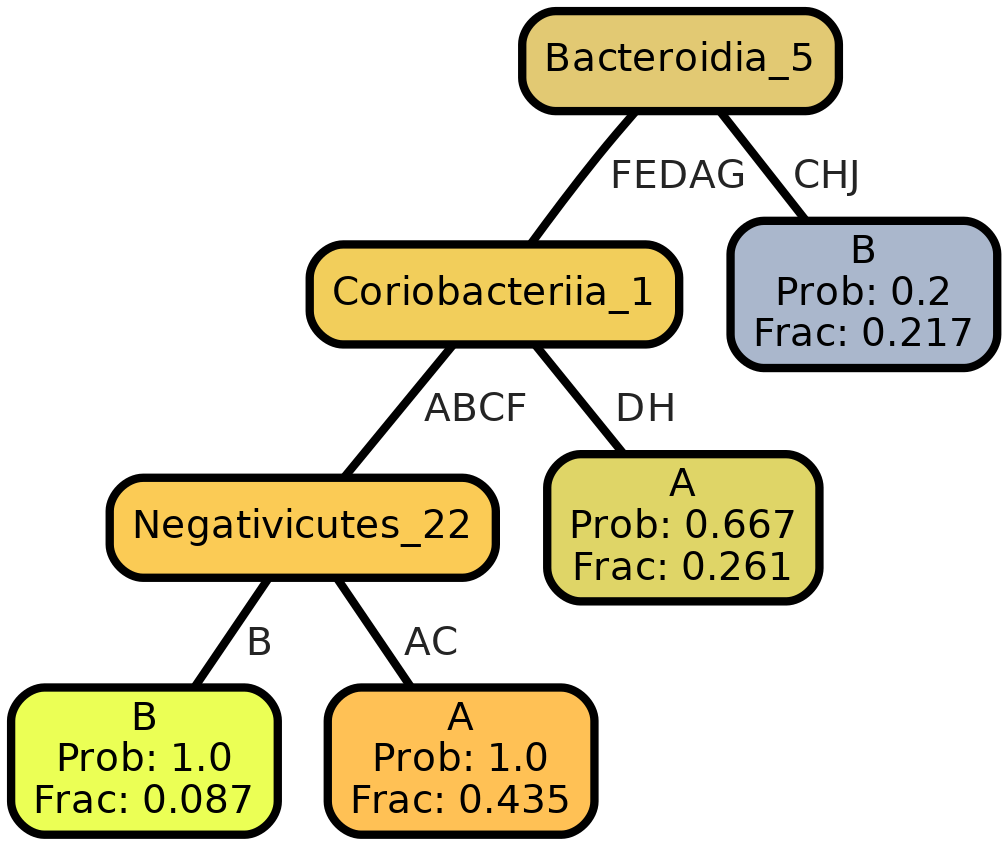 Bacteroidia_5
FEDAG
CHJ
Coriobacteriia_1
B
Prob: 0.2
Frac: 0.217
ABCF
DH
Negativicutes_22
A
Prob: 0.667
Frac: 0.261
B
AC
B
Prob: 1.0
Frac: 0.087
A
Prob: 1.0
Frac: 0.435